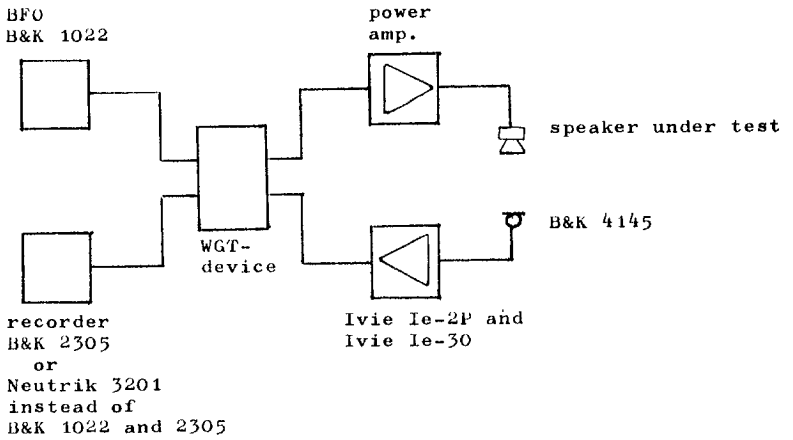 BFO
B&K 1022
power
amp.
speaker under test
B&K 4145
WGT-
device
recorder
B&K 2305
or
Neutrik 3201
instead of
B&K 1022 and 2305
Ivie Ie-2P and
Ivie Ie-30